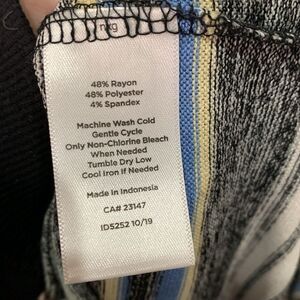 48% Rayon
48% Polyester
4% Spandex
Machine Wash Cold
Gentle Cycle
Only Non-Chlorine Bleach
When Needed
Tumble Dry Low
Cool Iron if Needed
Made in Indonesia
CA# 23147
ID5252 10/19